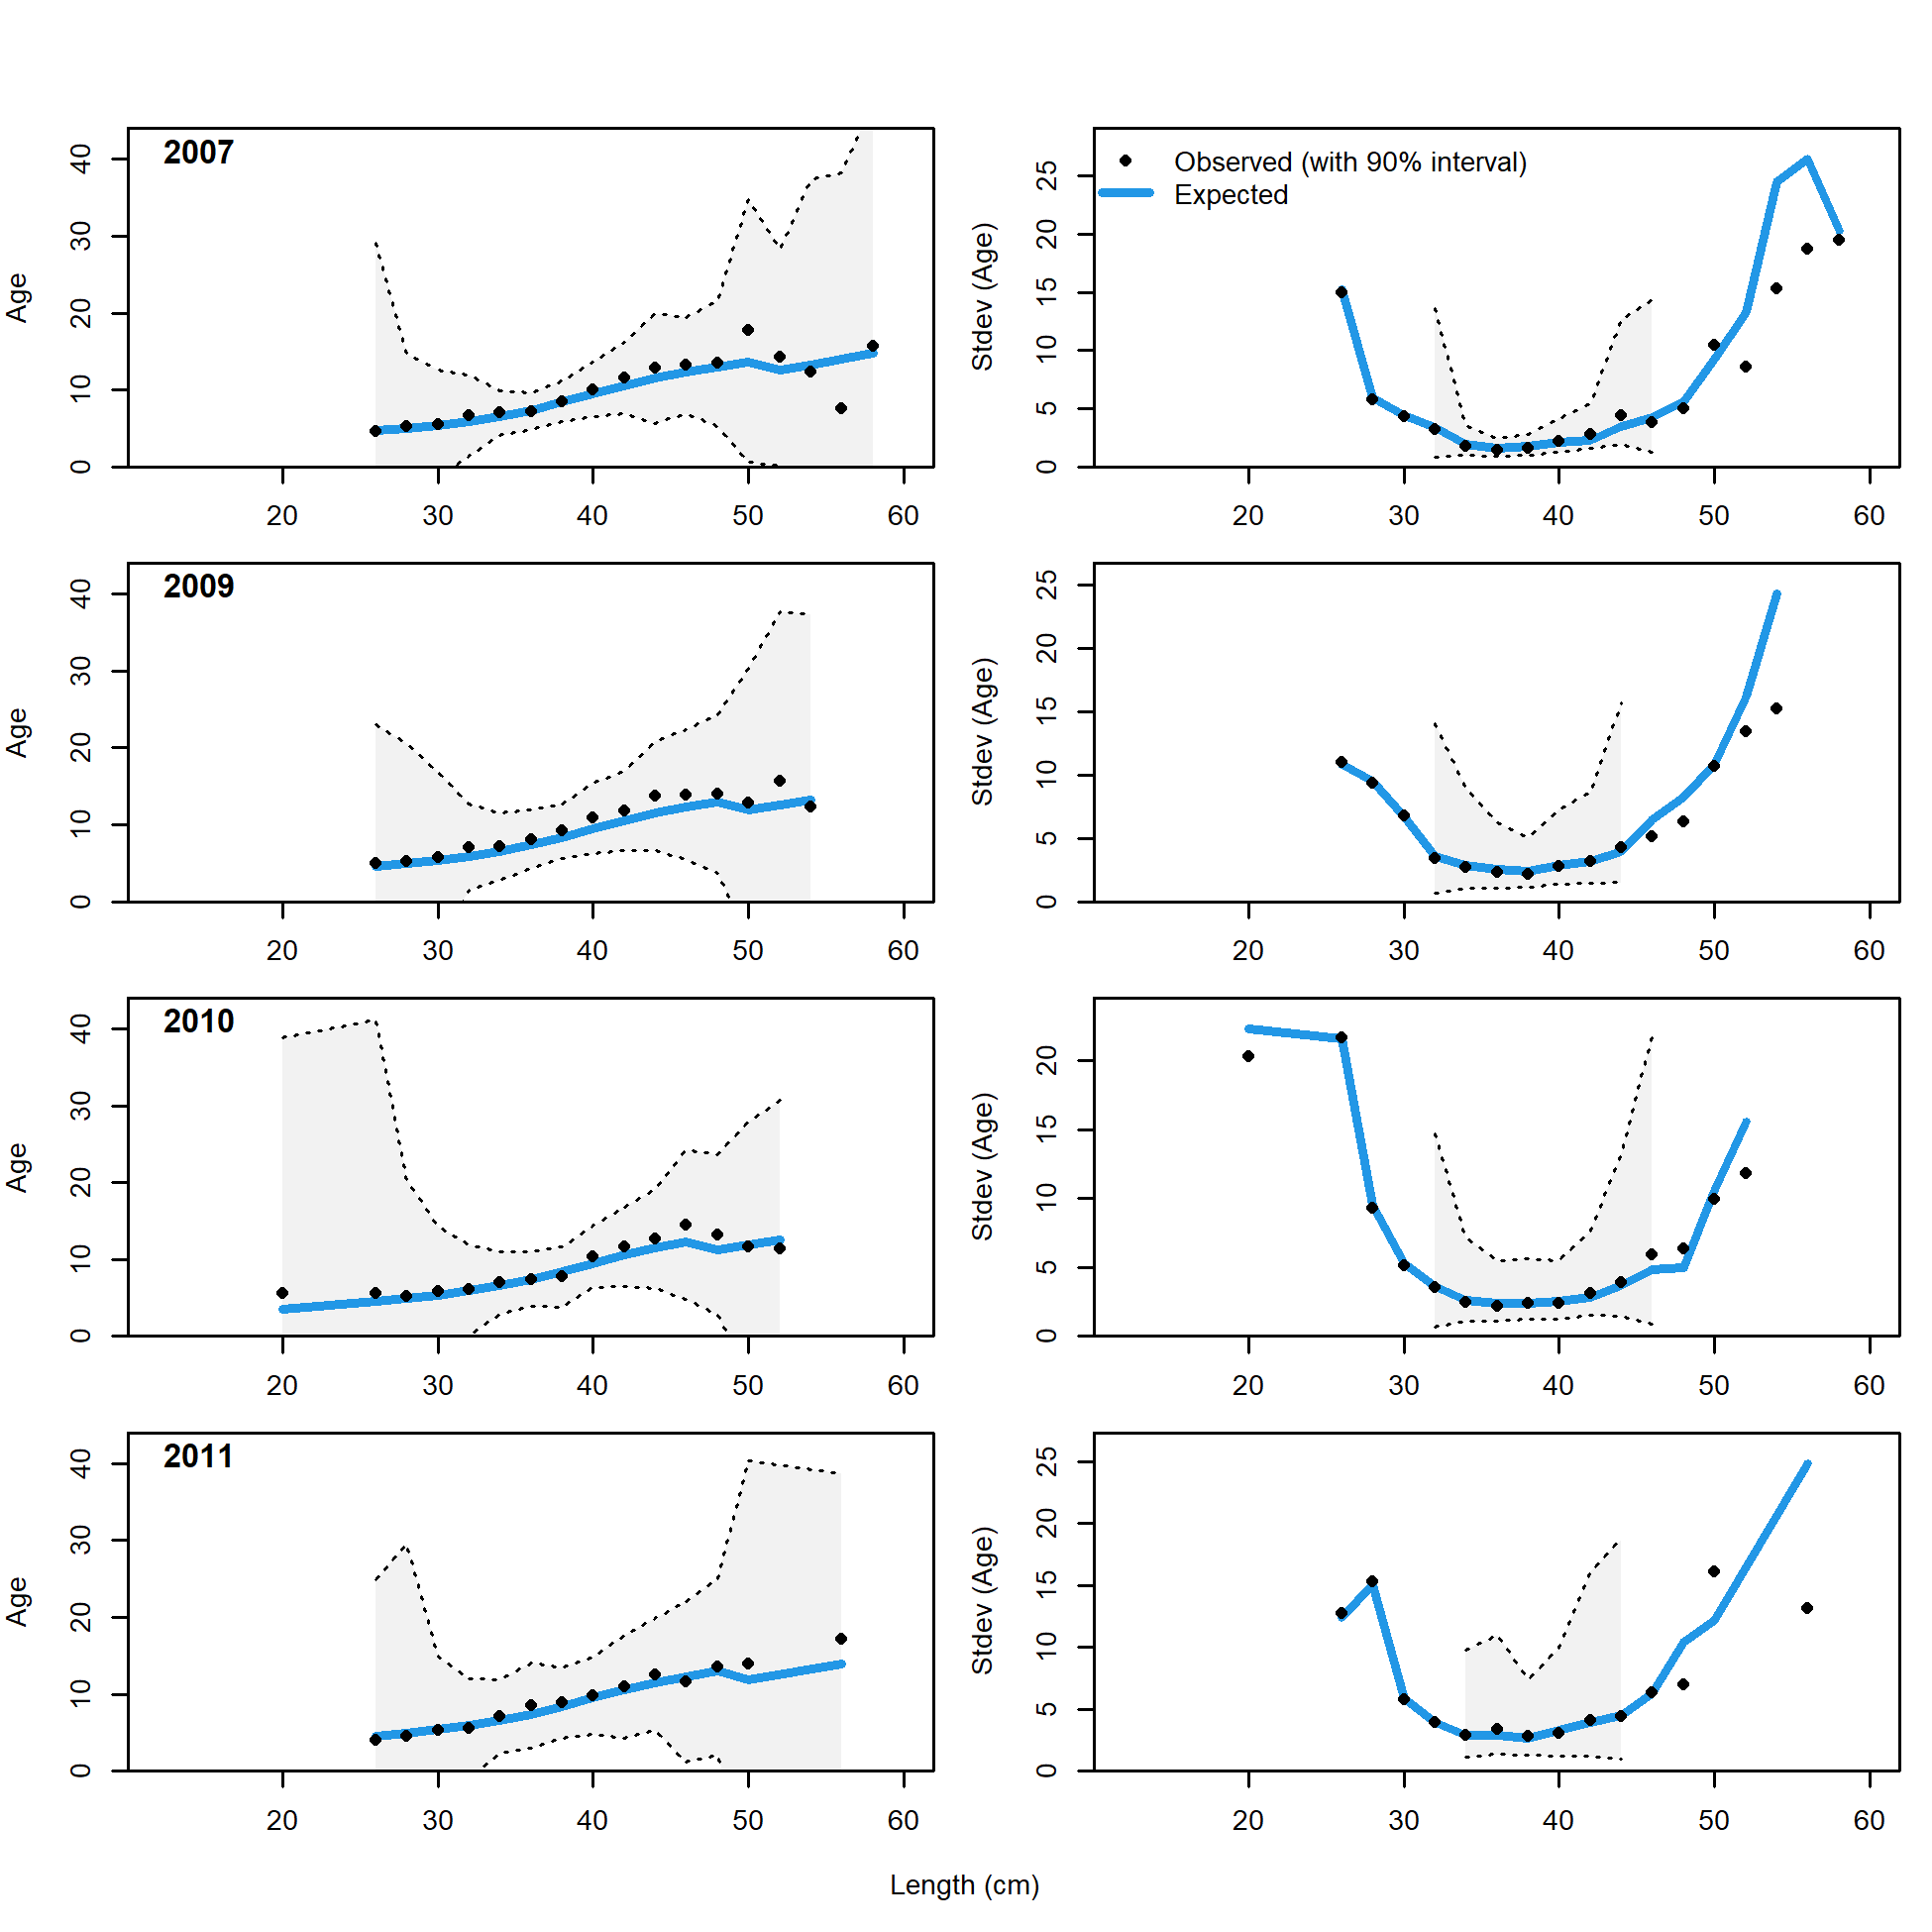 2007
Age
0 10 20 30 40
20 30 40 50 60
Observed (with 90% interval)
Expected
Stdev (Age)
0 5 10 15 20 25
20 30 40 50 60
2009
Age
0 10 20 30 40
20 30 40 50 60
Stdev (Age)
0 5 10 15 20 25
20 30 40 50 60
2010
Age
0 10 20 30 40
20 30 40 50 60
Stdev (Age)
0 5 10 15 20
20 30 40 50 60
2011
Age
0 10 20 30 40
20 30 40 50 60
Stdev (Age)
0 5 10 15 20 25
20 30 40 50 60
Length (cm)